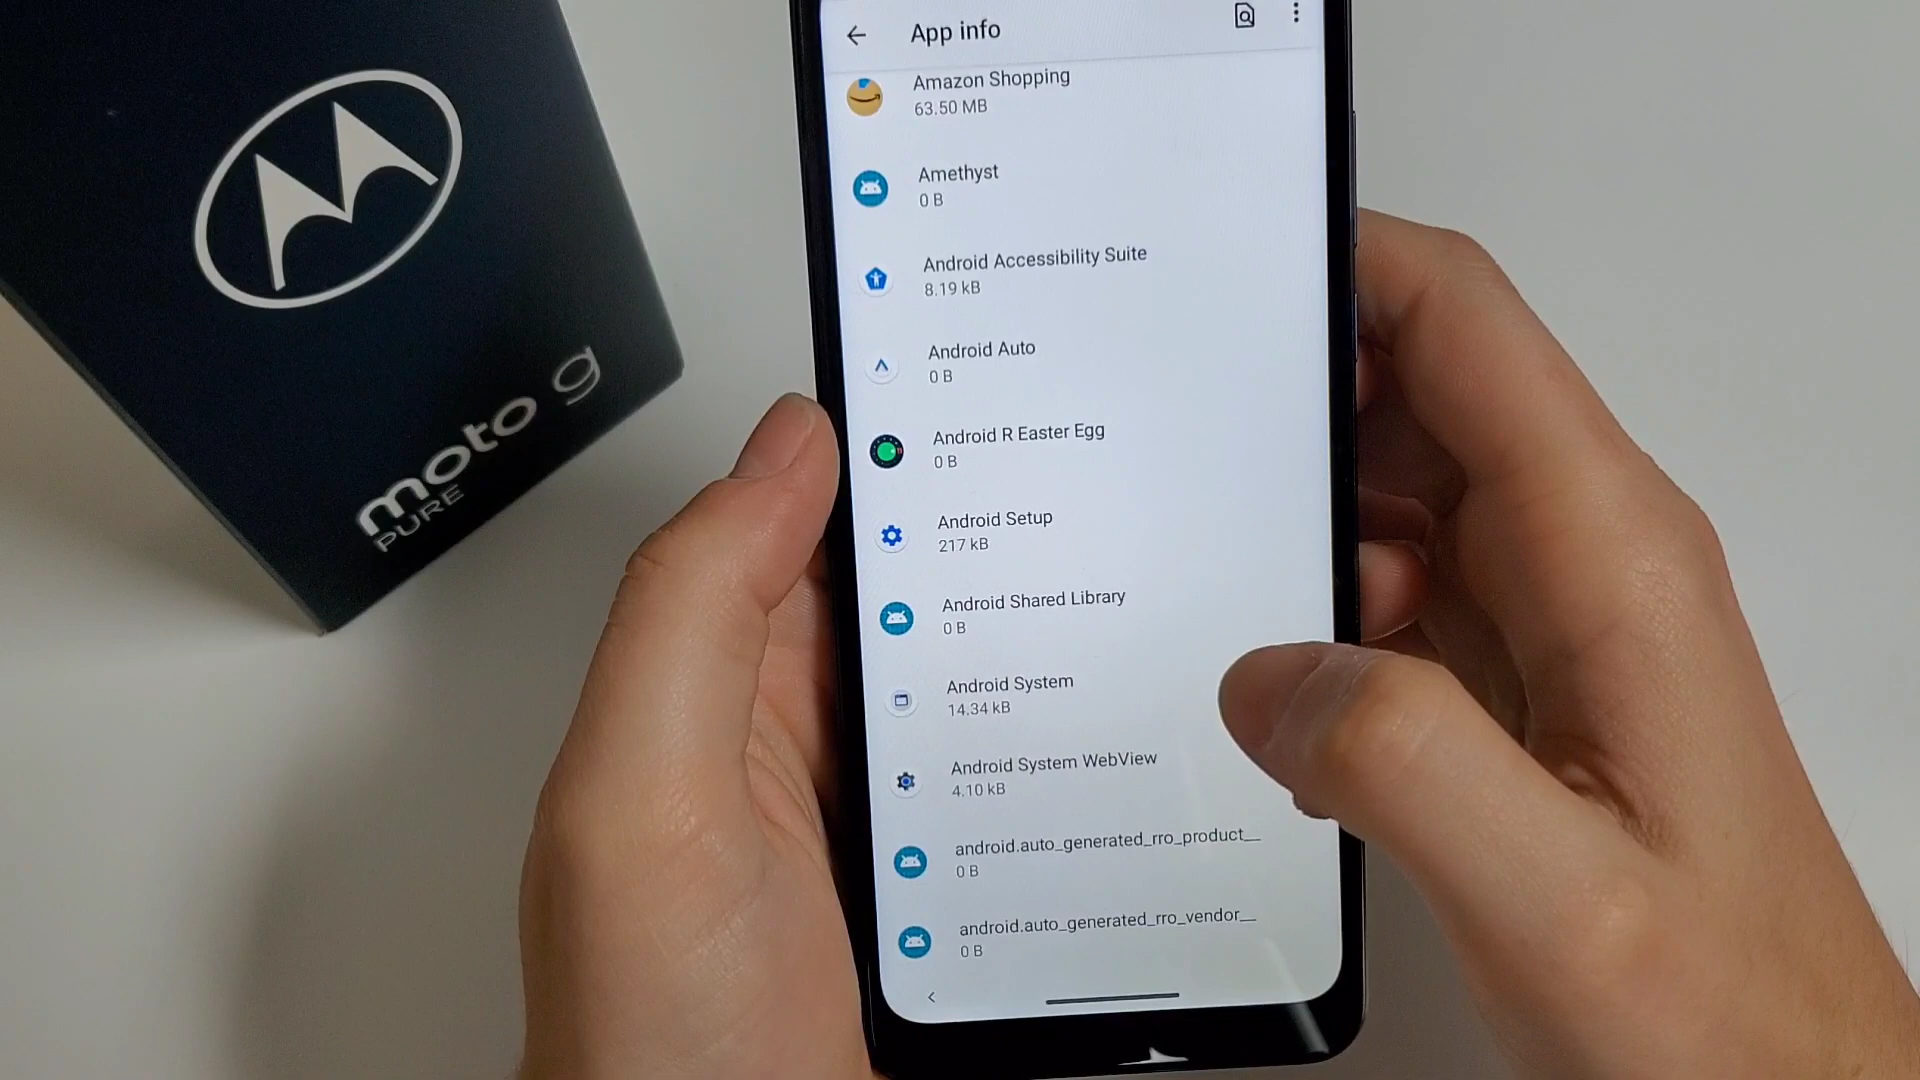 moto g
PURE
App info
Amazon Shopping
63.50 MB
Amethyst
0 B
Android Accessibility Suite
8.19 kB
Android Auto
0 B
Android R Easter Egg
0 B
Android Setup
217 kB
Android Shared Library
0 B
Android System
14.34 kB
Android System WebView
4.10 kB
android.auto_generated_rro_product__
0 B
android.auto_generated_rro_vendor__
0 B